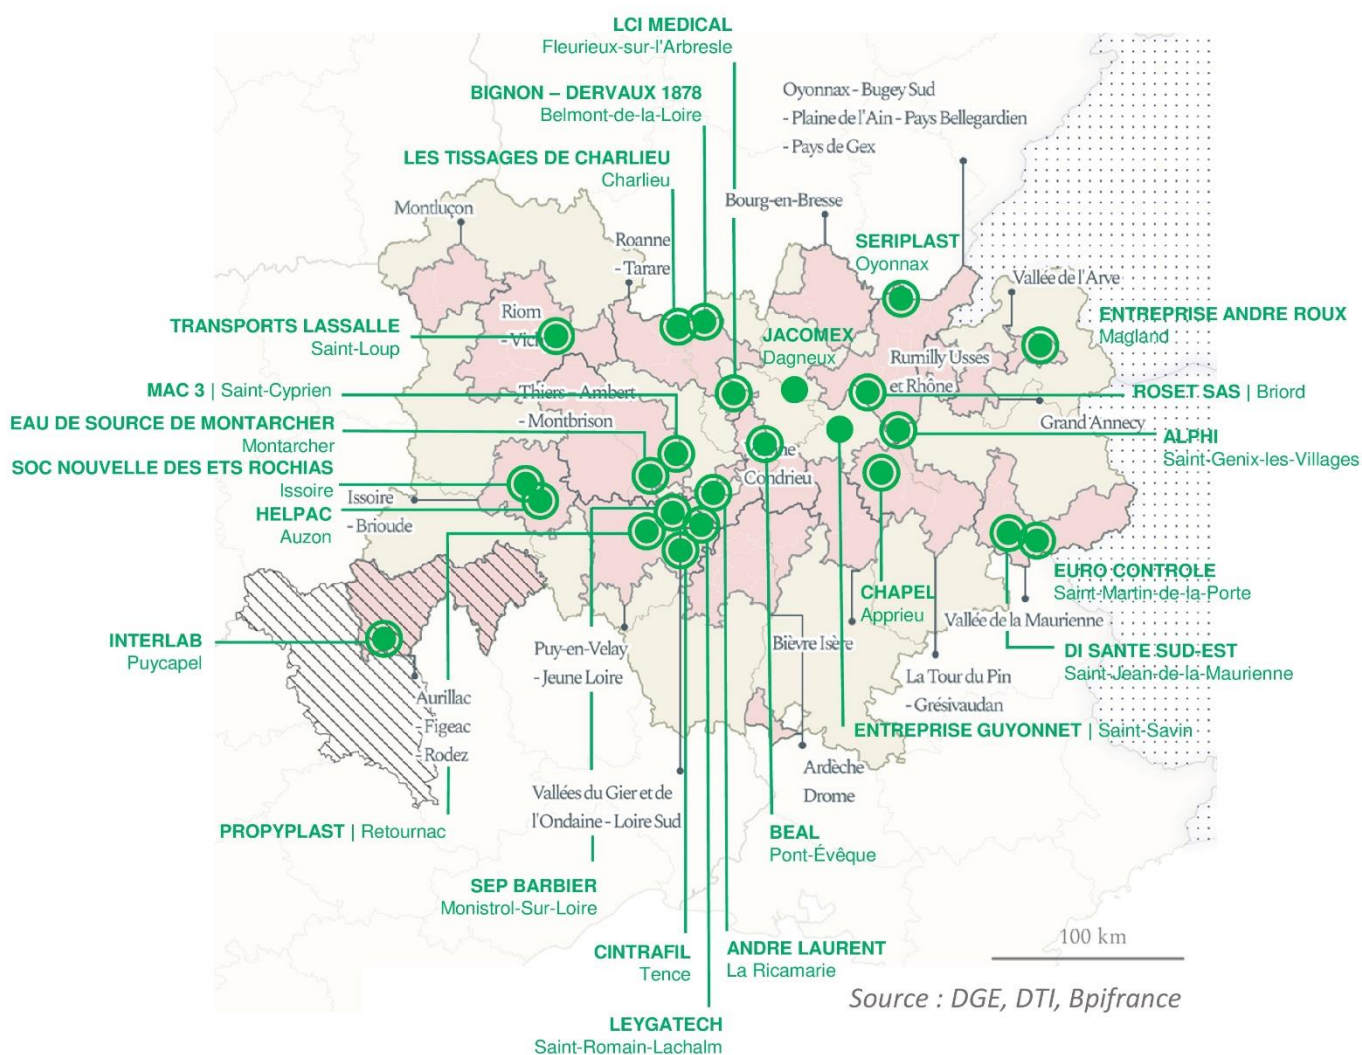 LCI MEDICAL
Fleurieux-sur-l'Arbresle
BIGNON – DERVAUX 1878
Belmont-de-la-Loire
Oyonnax - Bugey Sud
- Plaine de l'Ain - Pays Bellegardien
- Pays de Gex
LES TISSAGES DE CHARLIEU
Charlieu
Montluçon
Bourg-en-Bresse
Roanne
- Tarare
SERIPLAST
Oyonnax
Vallée de l'Arve
Riom
TRANSPORTS LASSALLE
Saint-Loup
ENTREPRISE ANDRE ROUX
Magland
JACOMEX
Dagneux
Rumilly Usses
et Rhône
MAC 3 | Saint-Cyprien
Thiers - Ambert
- Montbrison
ROSET SAS | Briord
EAU DE SOURCE DE MONTARCHER
Montarcher
Grand Annecy
ALPHI
Saint-Genix-les-Villages
SOC NOUVELLE DES ETS ROCHIAS
Issoire
Condrieu
Issoire
- Brioude
HELPAC
Auzon
EURO CONTROLE
Saint-Martin-de-la-Porte
CHAPEL
Apprieu
Vallée de la Maurienne
INTERLAB
Puycapel
Puy-en-Velay
- Jeune Loire
Bièvre Isère
DI SANTE SUD-EST
Saint-Jean-de-la-Maurienne
La Tour du Pin
- Grésivaudan
Aurillac
- Figeac
- Rodez
ENTREPRISE GUYONNET | Saint-Savin
Ardèche
Drome
Vallées du Gier et de
l'Ondaine - Loire Sud
PROPYPLAST | Retournac
BEAL
Pont-Évêque
SEP BARBIER
Monistrol-Sur-Loire
100 km
CINTRAFIL
Tence
ANDRE LAURENT
La Ricamarie
Source : DGE, DTI, Bpifrance
LEYGATECH
Saint-Romain-Lachalm